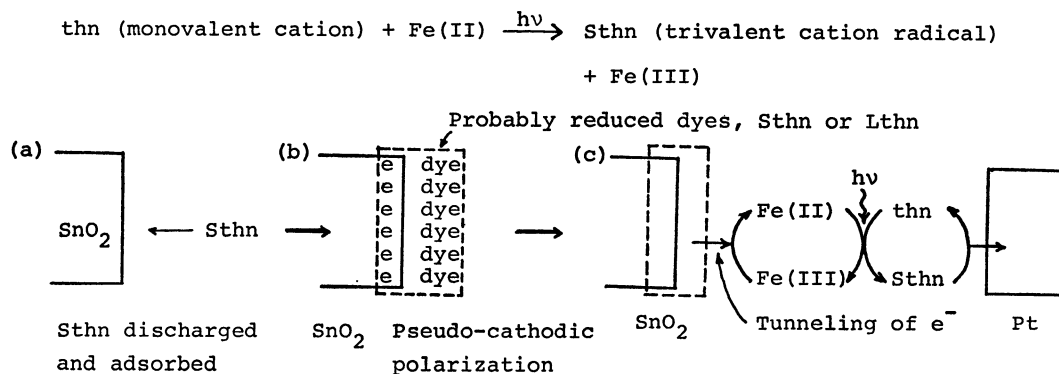 hν
thn (monovalent cation) + Fe(II) → Sthn (trivalent cation radical)
+ Fe(III)
Probably reduced dyes, Sthn or Lthn
(a)
SnO₂ ← Sthn
Sthn discharged
and adsorbed
(b)
e dye
e dye
e dye
e dye
e dye
e dye
SnO₂
Pseudo-cathodic
polarization
(c)
SnO₂
hν
Fe(II) thn
Fe(III) Sthn
Tunneling of e⁻
Pt